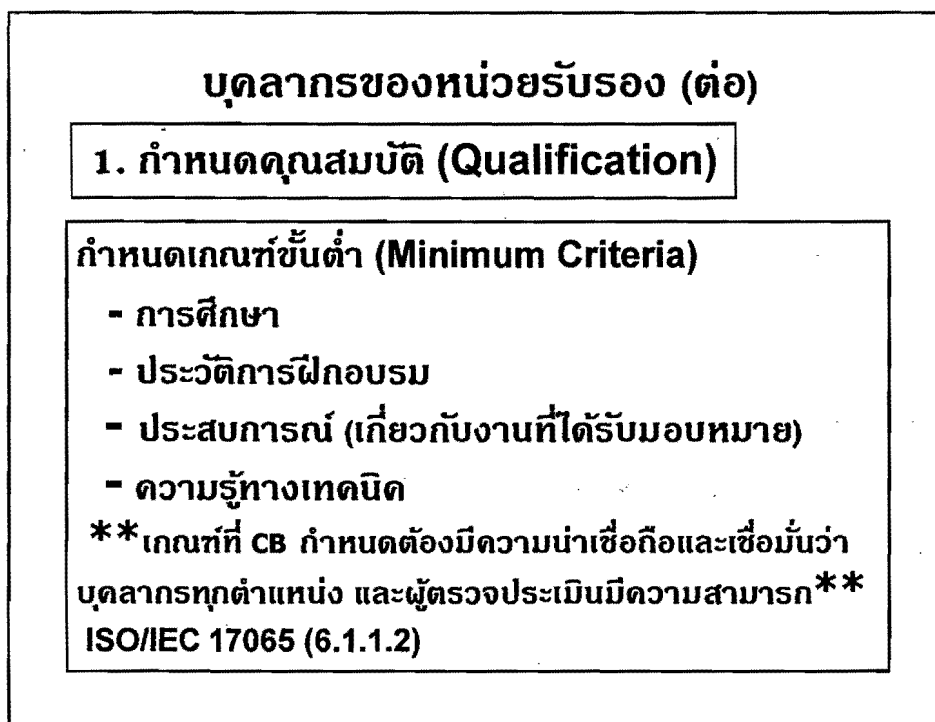 บุคลากรของหน่วยรับรอง (ต่อ)
1. กำหนดคุณสมบัติ (Qualification)
กำหนดเกณฑ์ขั้นต่ำ (Minimum Criteria)
- การศึกษา
- ประวัติการฝึกอบรม
- ประสบการณ์ (เกี่ยวกับงานที่ได้รับมอบหมาย)
- ความรู้ทางเทคนิค
**เกณฑ์ที่ CB กำหนดต้องมีความน่าเชื่อถือและเชื่อมั่นว่า
บุคลากรทุกตำแหน่ง และผู้ตรวจประเมินมีความสามารถ**
ISO/IEC 17065 (6.1.1.2)